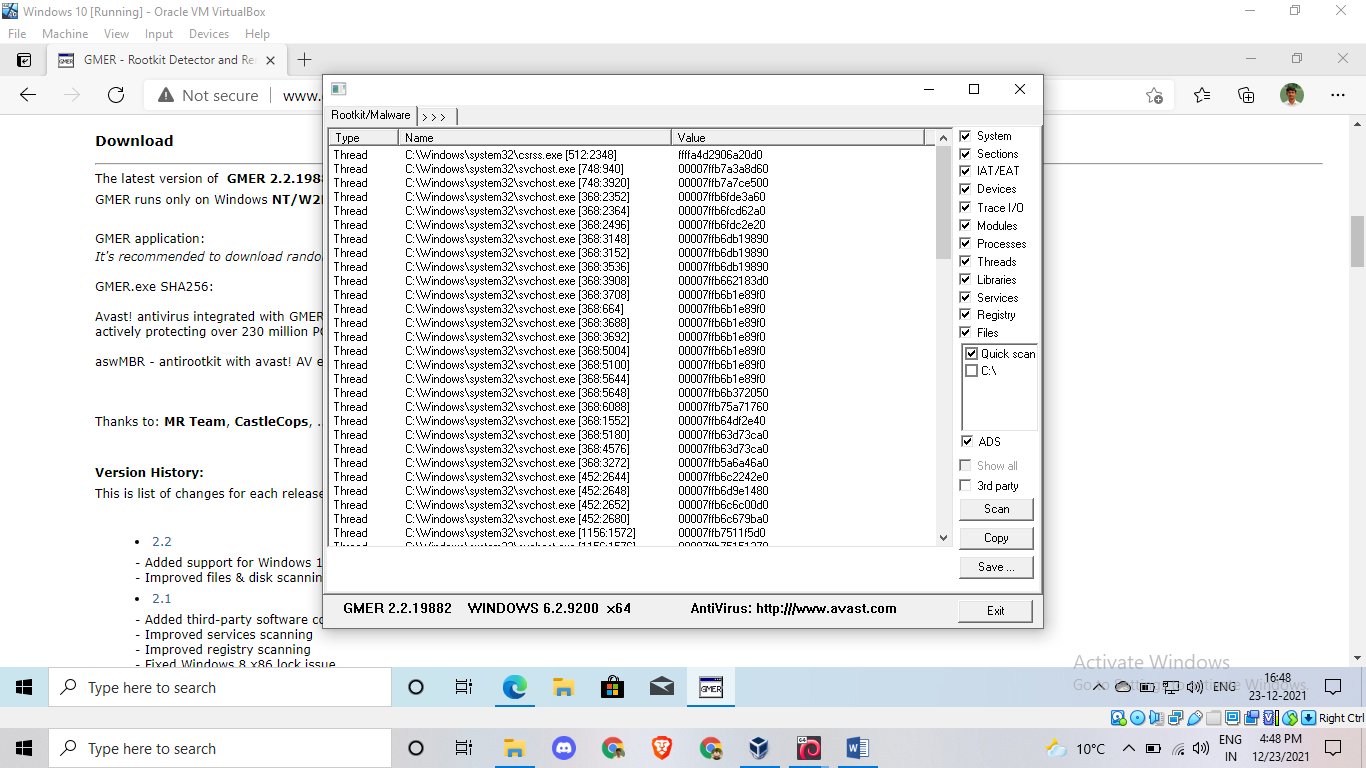 Windows 10 [Running] - Oracle VM VirtualBox
File Machine View Input Devices Help
GMER - Rootkit Detector and Re
Not secure | www.
Download
The latest version of GMER 2.2.198
GMER runs only on Windows NT/W2
GMER application:
It's recommended to download rando
GMER.exe SHA256:
Avast! antivirus integrated with GMER
actively protecting over 230 million P
aswMBR - antirootkit with avast! AV e
Thanks to: MR Team, CastleCops, ..
Version History:
This is list of changes for each release
2.2
- Added support for Windows 1
- Improved files & disk scannin
2.1
- Added third-party software co
- Improved services scanning
- Improved registry scanning
- Fixed Windows 8 x86 lock issue
Rootkit/Malware > > >
Type Name Value
Thread C:\Windows\system32\csrss.exe [512:2348] ffffa4d2906a20d0
Thread C:\Windows\system32\svchost.exe [748:940] 00007ffb7a3a8d60
Thread C:\Windows\system32\svchost.exe [748:3920] 00007ffb7a7ce500
Thread C:\Windows\system32\svchost.exe [368:2352] 00007ffb6fde3a60
Thread C:\Windows\system32\svchost.exe [368:2364] 00007ffb6fcd62a0
Thread C:\Windows\system32\svchost.exe [368:2496] 00007ffb6fdc2e20
Thread C:\Windows\system32\svchost.exe [368:3148] 00007ffb6db19890
Thread C:\Windows\system32\svchost.exe [368:3152] 00007ffb6db19890
Thread C:\Windows\system32\svchost.exe [368:3536] 00007ffb6db19890
Thread C:\Windows\system32\svchost.exe [368:3908] 00007ffb662183d0
Thread C:\Windows\system32\svchost.exe [368:3708] 00007ffb6b1e89f0
Thread C:\Windows\system32\svchost.exe [368:664] 00007ffb6b1e89f0
Thread C:\Windows\system32\svchost.exe [368:3688] 00007ffb6b1e89f0
Thread C:\Windows\system32\svchost.exe [368:3692] 00007ffb6b1e89f0
Thread C:\Windows\system32\svchost.exe [368:5004] 00007ffb6b1e89f0
Thread C:\Windows\system32\svchost.exe [368:5100] 00007ffb6b1e89f0
Thread C:\Windows\system32\svchost.exe [368:5644] 00007ffb6b1e89f0
Thread C:\Windows\system32\svchost.exe [368:5648] 00007ffb6b372050
Thread C:\Windows\system32\svchost.exe [368:6088] 00007ffb75a71760
Thread C:\Windows\system32\svchost.exe [368:1552] 00007ffb64df2e40
Thread C:\Windows\system32\svchost.exe [368:5180] 00007ffb63d73ca0
Thread C:\Windows\system32\svchost.exe [368:4576] 00007ffb63d73ca0
Thread C:\Windows\system32\svchost.exe [368:3272] 00007ffb5a6a46a0
Thread C:\Windows\system32\svchost.exe [452:2644] 00007ffb6c2242e0
Thread C:\Windows\system32\svchost.exe [452:2648] 00007ffb6d9e1480
Thread C:\Windows\system32\svchost.exe [452:2652] 00007ffb6c6c00d0
Thread C:\Windows\system32\svchost.exe [452:2680] 00007ffb6c679ba0
Thread C:\Windows\system32\svchost.exe [1156:1572] 00007ffb7511f5d0
System
Sections
IAT/EAT
Devices
Trace I/O
Modules
Processes
Threads
Libraries
Services
Registry
Files
Quick scan
C:\
ADS
Show all
3rd party
Scan
Copy
Save ...
GMER 2.2.19882 WINDOWS 6.2.9200 x64 AntiVirus: http:///www.avast.com Exit
Activate Windows
Type here to search
GMER
ENG
16:48
23-12-2021
Right Ctrl
Type here to search
10°C
ENG
IN
4:48 PM
12/23/2021